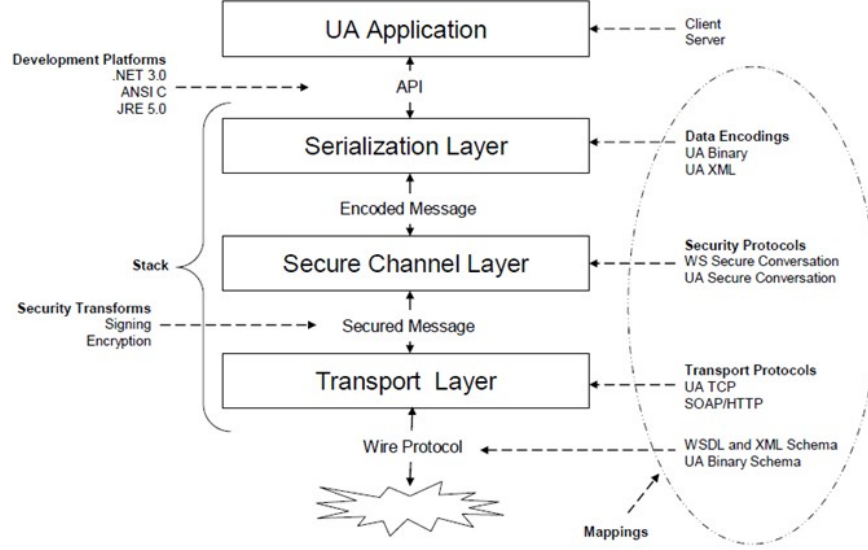 UA Application
Client
Server
Development Platforms
.NET 3.0
ANSI C
JRE 5.0
API
Serialization Layer
Data Encodings
UA Binary
UA XML
Encoded Message
Stack
Secure Channel Layer
Security Protocols
WS Secure Conversation
UA Secure Conversation
Security Transforms
Signing
Encryption
Secured Message
Transport Layer
Transport Protocols
UA TCP
SOAP/HTTP
Wire Protocol
WSDL and XML Schema
UA Binary Schema
Mappings